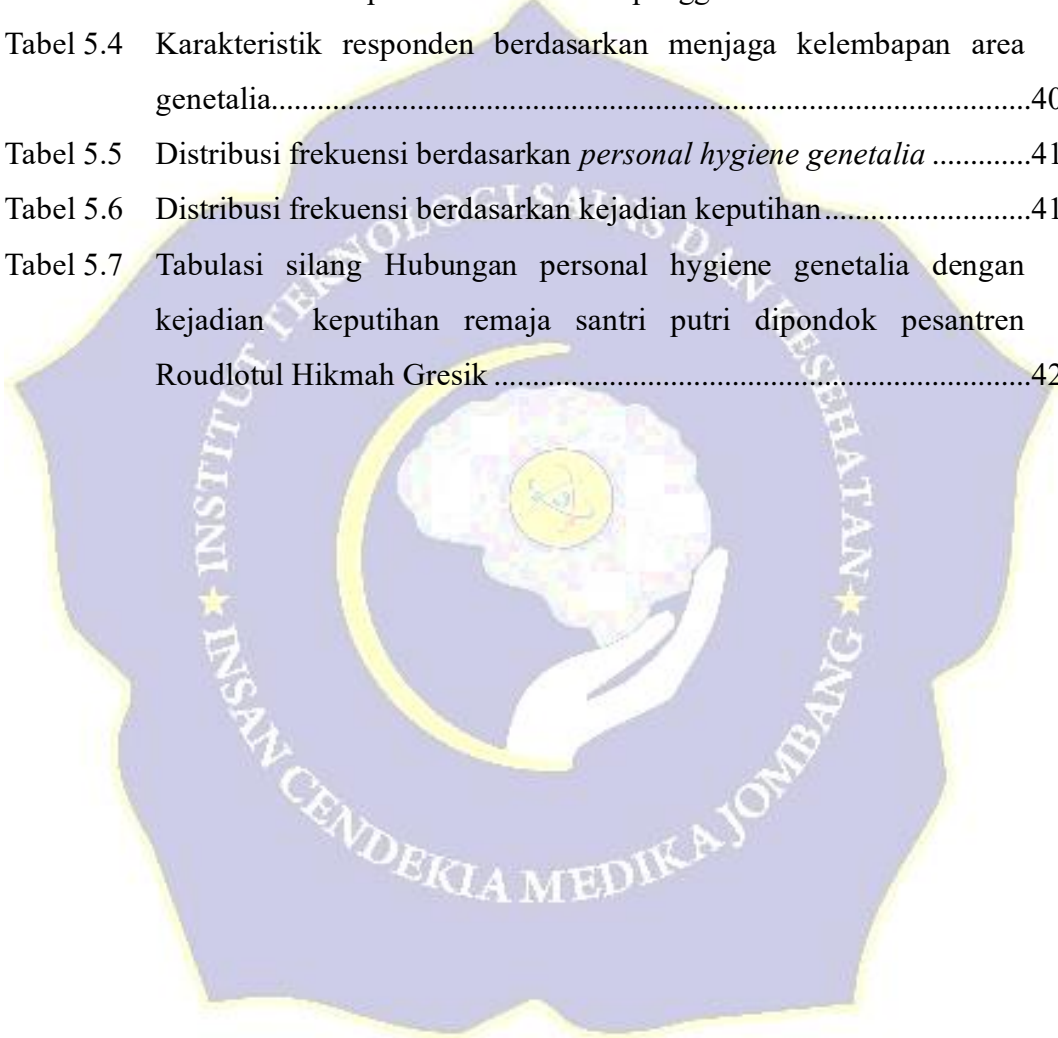 Tabel 5.4 Karakteristik responden berdasarkan menjaga kelembapan area
genetalia.....................................................................................................40
Tabel 5.5 Distribusi frekuensi berdasarkan personal hygiene genetalia .............41
Tabel 5.6 Distribusi frekuensi berdasarkan kejadian keputihan.........................41
Tabel 5.7 Tabulasi silang Hubungan personal hygiene genetalia dengan
kejadian keputihan remaja santri putri dipondok pesantren
Roudlotul Hikmah Gresik ........................................................................42
INSTITUT TEKNOLOGI SAINS DAN KESEHATAN
INSAN CENDEKIA MEDIKA JOMBANG